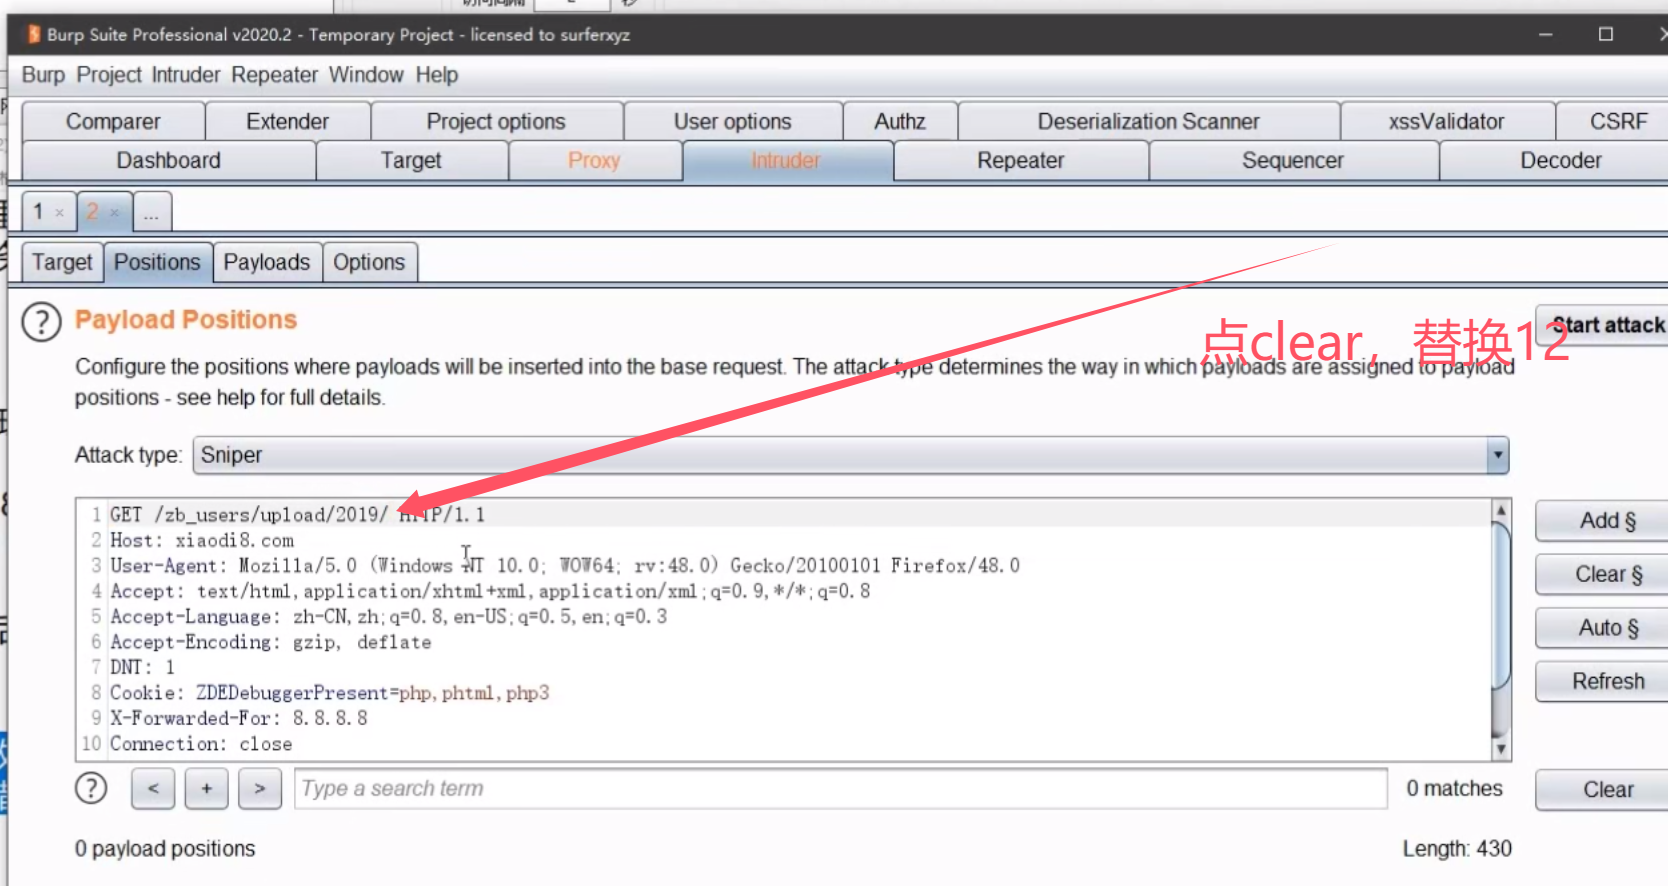 Burp Suite Professional v2020.2 - Temporary Project - licensed to surferxyz
Burp Project Intruder Repeater Window Help
Comparer Extender Project options User options Authz Deserialization Scanner xssValidator CSRF
Dashboard Target Proxy Intruder Repeater Sequencer Decoder
1 × 2 × ...
Target Positions Payloads Options
? Payload Positions
Start attack
点clear，替换12
Configure the positions where payloads will be inserted into the base request. The attack type determines the way in which payloads are assigned to payload
positions - see help for full details.
Attack type: Sniper
1 GET /zb_users/upload/2019/ HTTP/1.1
2 Host: xiaodi8.com
3 User-Agent: Mozilla/5.0 (Windows NT 10.0; WOW64; rv:48.0) Gecko/20100101 Firefox/48.0
4 Accept: text/html,application/xhtml+xml,application/xml;q=0.9,*/*;q=0.8
5 Accept-Language: zh-CN,zh;q=0.8,en-US;q=0.5,en;q=0.3
6 Accept-Encoding: gzip, deflate
7 DNT: 1
8 Cookie: ZDEDebuggerPresent=php,phtml,php3
9 X-Forwarded-For: 8.8.8.8
10 Connection: close
Add §
Clear §
Auto §
Refresh
? < + > Type a search term 0 matches Clear
0 payload positions Length: 430